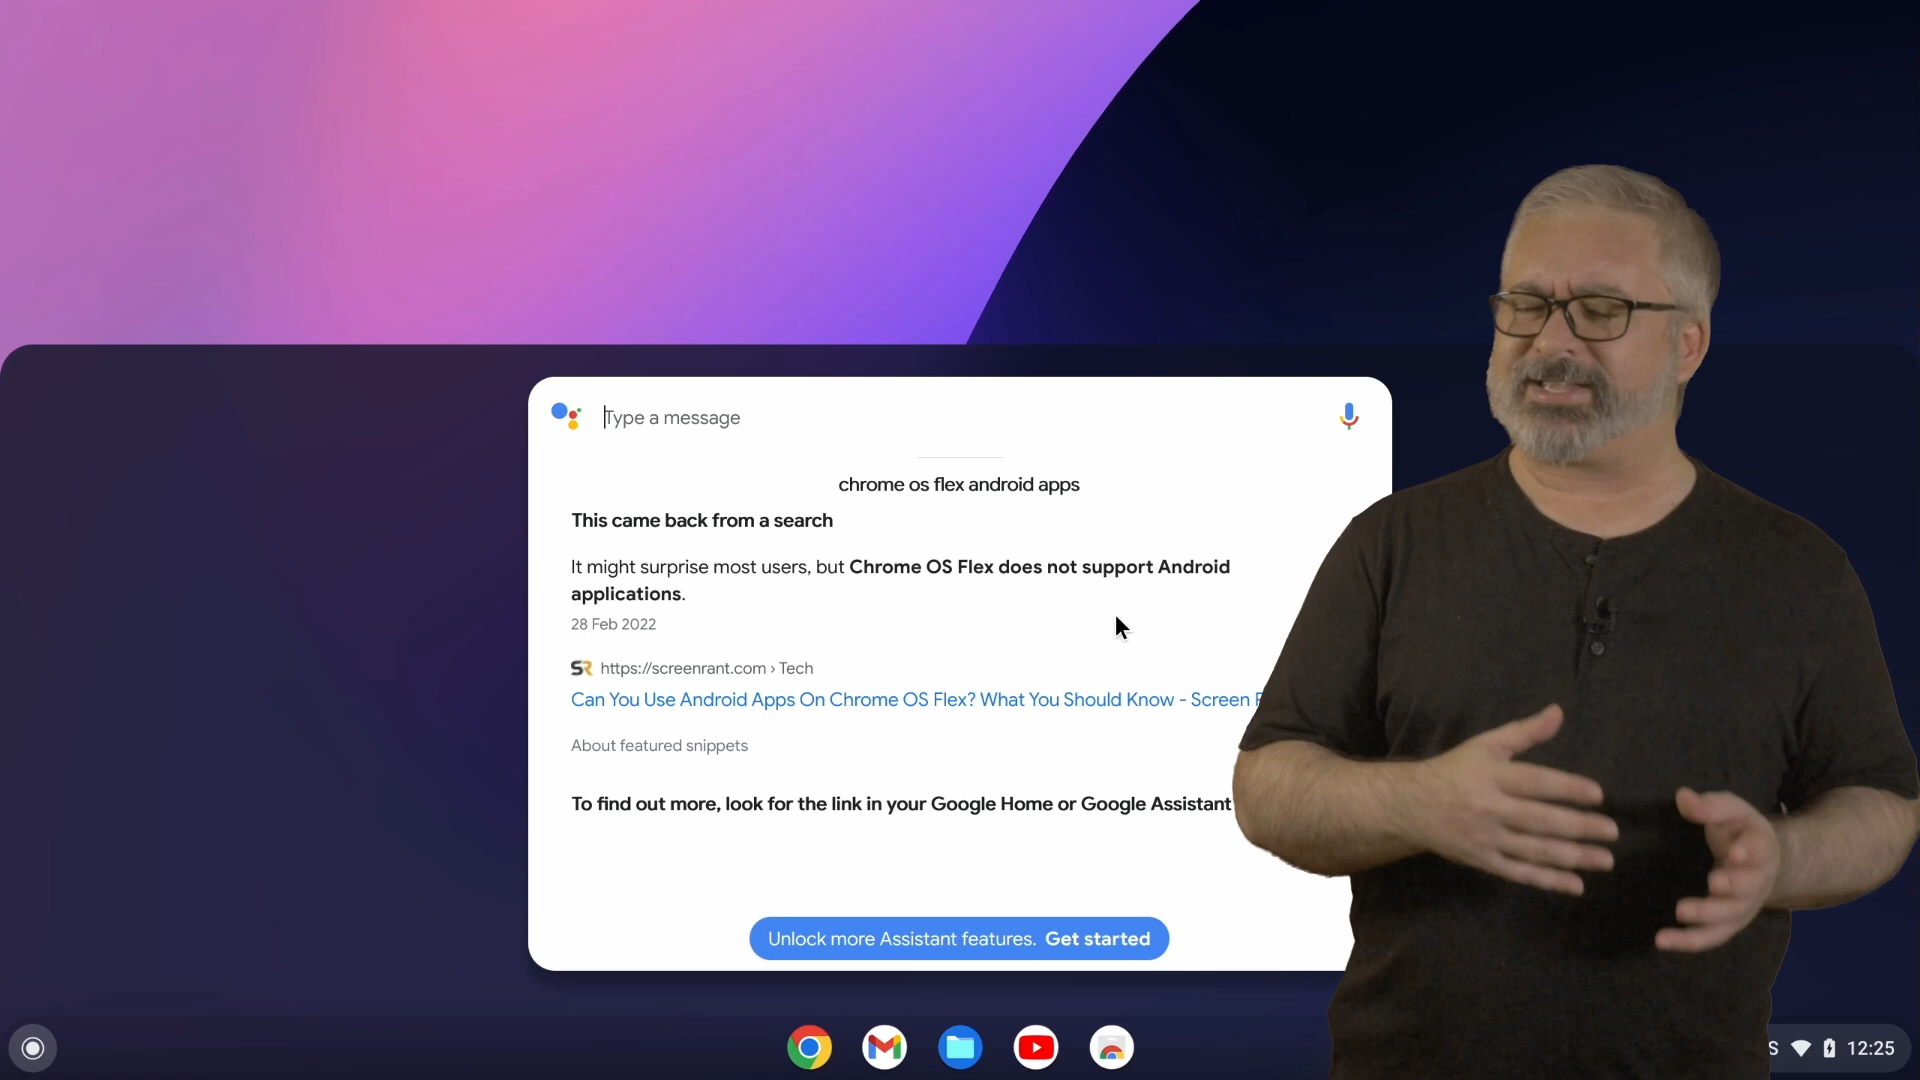 Type a message
chrome os flex android apps
This came back from a search
It might surprise most users, but Chrome OS Flex does not support Android
applications.
28 Feb 2022
SR https://screenrant.com › Tech
Can You Use Android Apps On Chrome OS Flex? What You Should Know - Screen
About featured snippets
To find out more, look for the link in your Google Home or Google Assistant
Unlock more Assistant features. Get started
S 12:25